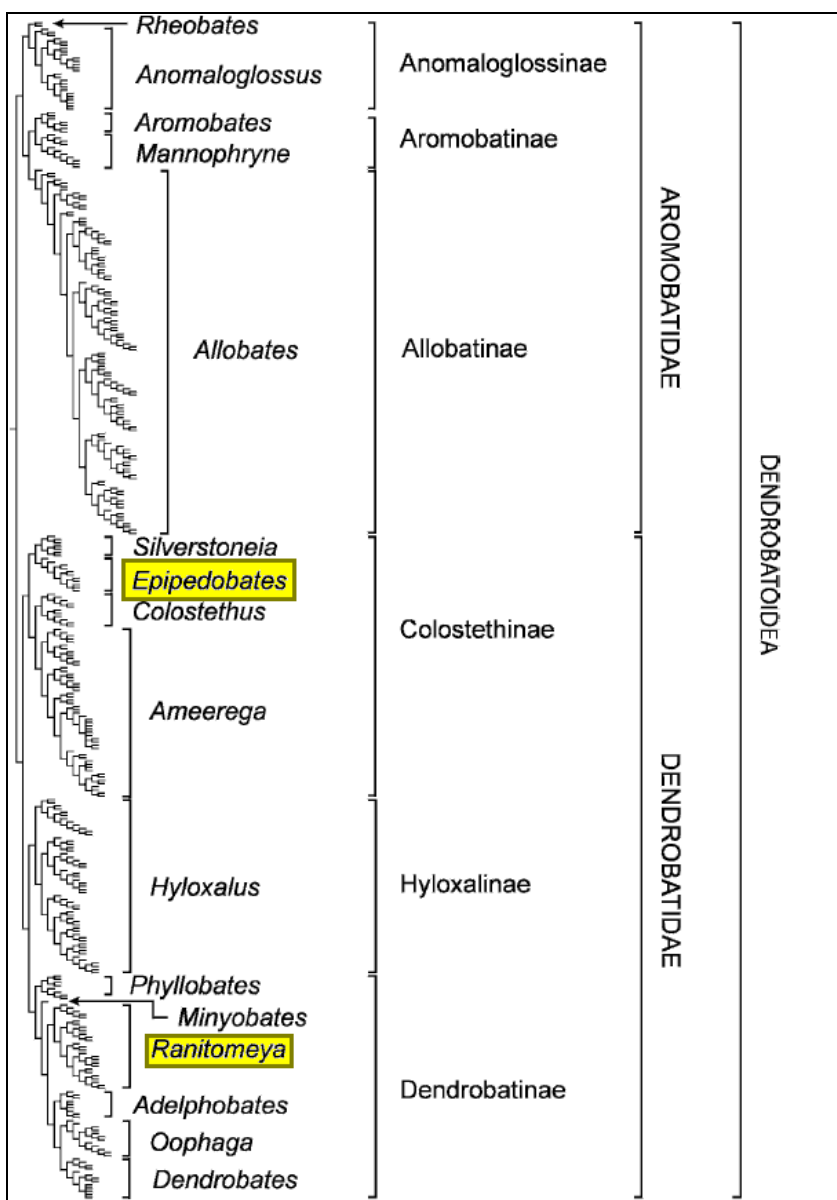 Rheobates
Anomaloglossus
Anomaloglossinae
Aromobates
Mannophryne
Aromobatinae
Allobates
Allobatinae
AROMOBATIDAE
Silverstoneia
Epipedobates
Colostethus
Ameerega
Colostethinae
Hyloxalus
Hyloxalinae
Phyllobates
Minyobates
Ranitomeya
Adelphobates
Oophaga
Dendrobates
Dendrobatinae
DENDROBATIDAE
DENDROBATOIDEA